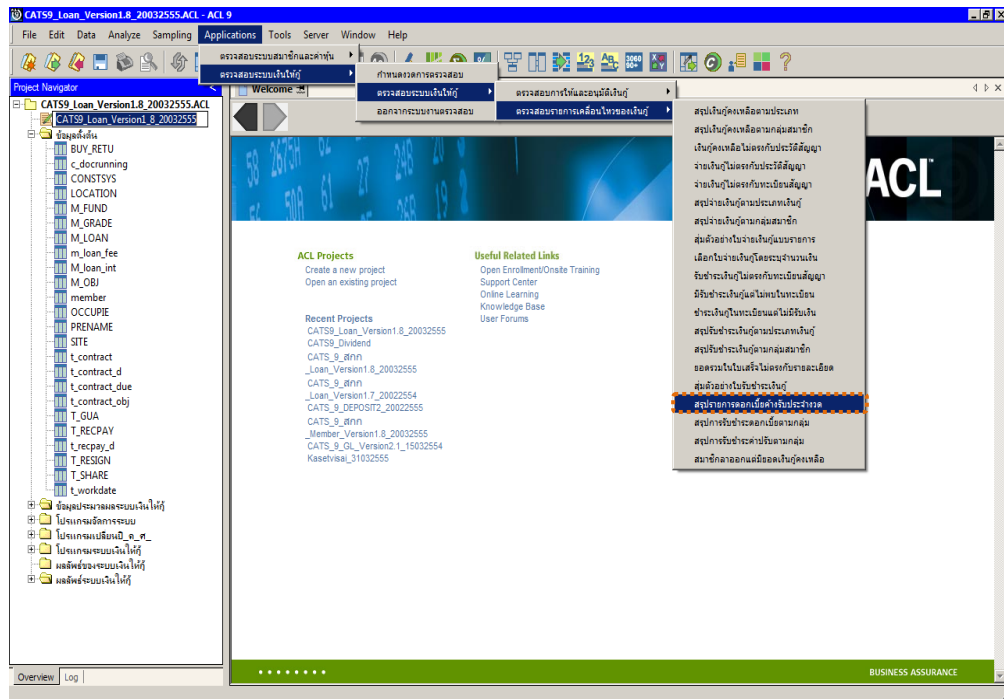 CATS9_Loan_Version1.8_20032555.ACL - ACL 9
File Edit Data Analyze Sampling Applications Tools Server Window Help
ตรวจสอบระบบสมาชิกและค่าหุ้น
ตรวจสอบระบบเงินให้กู้
กำหนดงวดการตรวจสอบ
ตรวจสอบระบบเงินให้กู้
ออกจากระบบงานตรวจสอบ
ตรวจสอบการให้และอนุมัติเงินกู้
ตรวจสอบรายการเคลื่อนไหวของเงินกู้
สรุปเงินกู้คงเหลือตามประเภท
สรุปเงินกู้คงเหลือตามกลุ่มสมาชิก
เงินกู้คงเหลือไม่ตรงกับประวัติสัญญา
จ่ายเงินกู้ไม่ตรงกับประวัติสัญญา
จ่ายเงินกู้ไม่ตรงกับทะเบียนสัญญา
สรุปจ่ายเงินกู้ตามประเภทเงินกู้
สรุปจ่ายเงินกู้ตามกลุ่มสมาชิก
สุ่มตัวอย่างใบจ่ายเงินกู้แบบรายการ
เลือกใบจ่ายเงินกู้โดยระบุจำนวนเงิน
รับชำระเงินกู้ไม่ตรงกับทะเบียนสัญญา
มีรับชำระเงินกู้แต่ไม่พบในทะเบียน
ชำระเงินกู้ในทะเบียนแต่ไม่มีรับเงิน
สรุปรับชำระเงินกู้ตามประเภทเงินกู้
สรุปรับชำระเงินกู้ตามกลุ่มสมาชิก
ยอดรวมในใบเสร็จไม่ตรงกับรายละเอียด
สุ่มตัวอย่างใบรับชำระเงินกู้
สรุปรายการดอกเบี้ยค้างรับประจำงวด
สรุปการรับชำระดอกเบี้ยตามกลุ่ม
สรุปการรับชำระค่าปรับตามกลุ่ม
สมาชิกลาออกแต่มียอดเงินกู้คงเหลือ
Project Navigator
Welcome
CATS9_Loan_Version1.8_20032555.ACL
CATS9_Loan_Version1_8_20032555
ข้อมูลตั้งต้น
BUY_RETU
c_docrunning
CONSTSYS
LOCATION
M_FUND
M_GRADE
M_LOAN
m_loan_fee
M_loan_int
M_OBJ
member
OCCUPIE
PRENAME
SITE
t_contract
t_contract_d
t_contract_due
t_contract_obj
T_GUA
T_RECPAY
t_recpay_d
T_RESIGN
T_SHARE
t_workdate
ข้อมูลประมวลผลระบบเงินให้กู้
โปรแกรมจัดการระบบ
โปรแกรมเปลี่ยนปี_ค_ศ_
โปรแกรมระบบเงินให้กู้
ผลลัพธ์ของระบบเงินให้กู้
ผลลัพธ์ระบบเงินให้กู้
Overview Log
ACL
ACL Projects
Create a new project
Open an existing project
Recent Projects
CATS9_Loan_Version1.8_20032555
CATS9_Dividend
CATS_9_สกก
_Loan_Version1.8_20032555
CATS_9_สกก
_Loan_Version1.7_20022554
CATS_9_DEPOSIT2_20022555
CATS_9_สกก
_Member_Version1.8_20032555
CATS_9_GL_Version2.1_15032554
Kasetvisai_31032555
Useful Related Links
Open Enrollment/Onsite Training
Support Center
Online Learning
Knowledge Base
User Forums
BUSINESS ASSURANCE